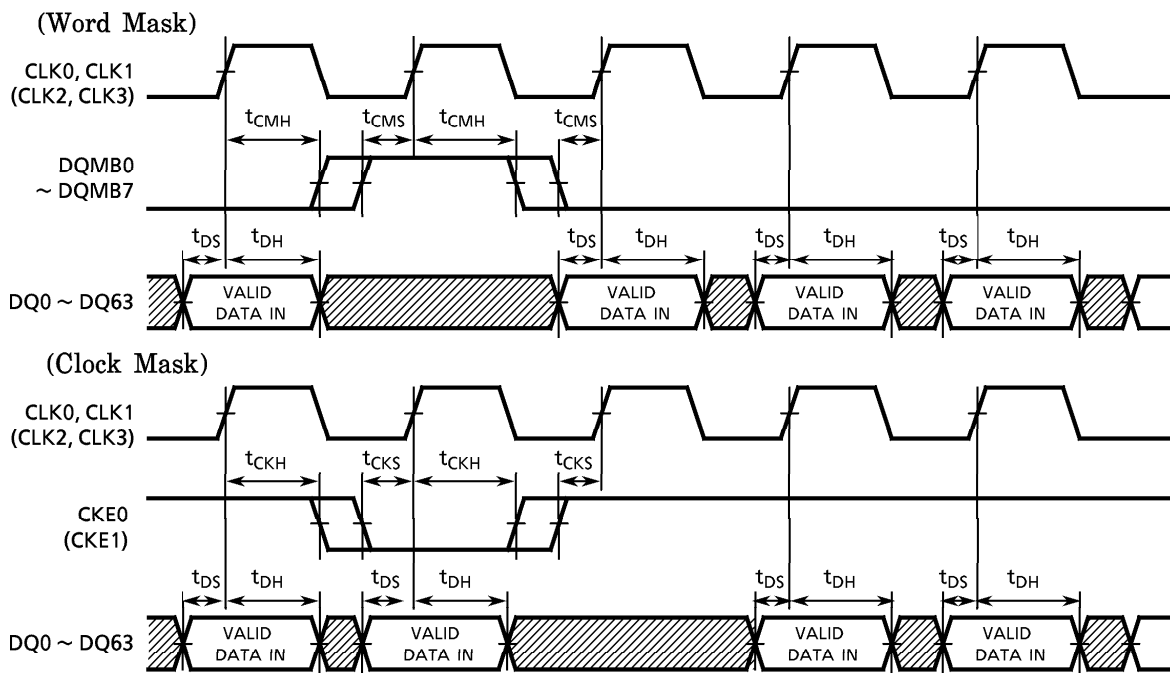 (Word Mask)
CLK0, CLK1
(CLK2, CLK3)
tCMH tCMS tCMH tCMS
DQMB0
~ DQMB7
tDS tDH tDS tDH tDS tDH tDS tDH
DQ0 ~ DQ63
VALID DATA IN
VALID DATA IN
VALID DATA IN
VALID DATA IN
(Clock Mask)
CLK0, CLK1
(CLK2, CLK3)
tCKH tCKS tCKH tCKS
CKE0
(CKE1)
tDS tDH tDS tDH tDS tDH tDS tDH
DQ0 ~ DQ63
VALID DATA IN
VALID DATA IN
VALID DATA IN
VALID DATA IN